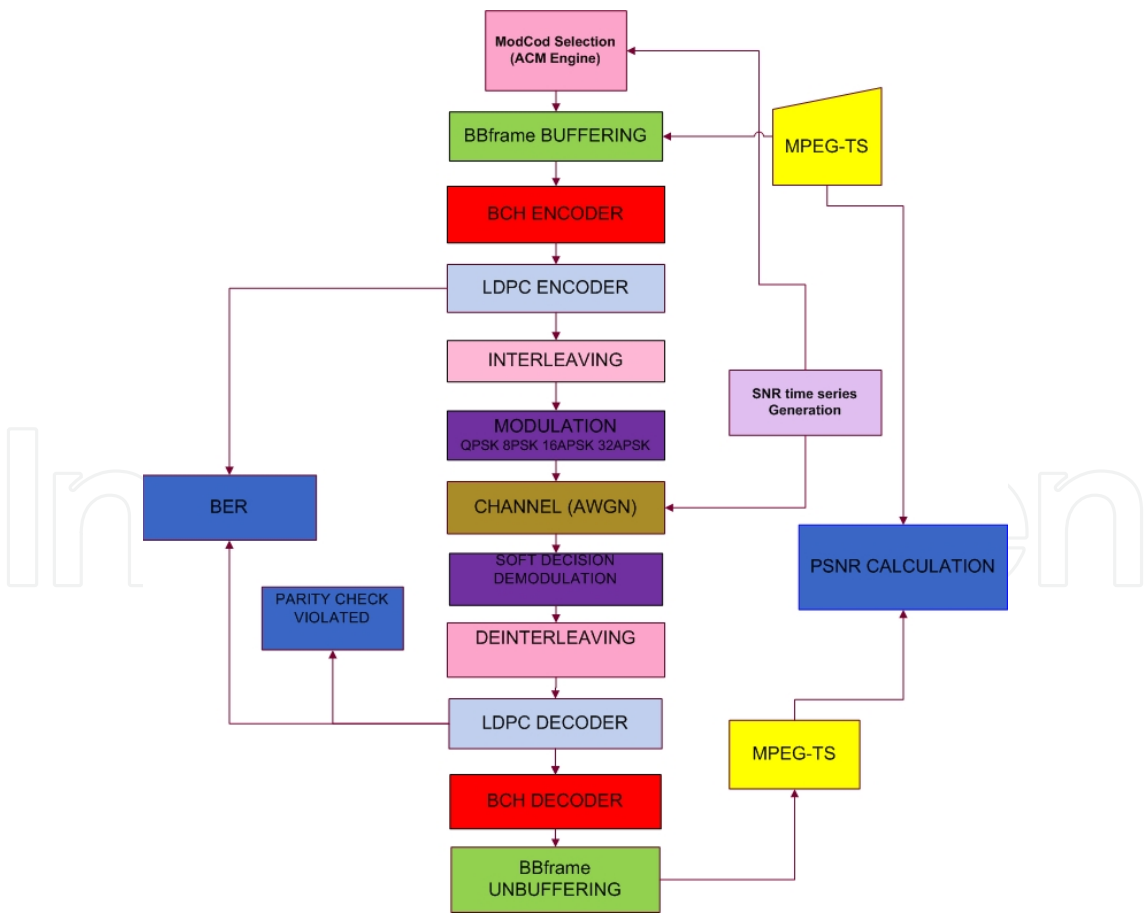 ModCod Selection
(ACM Engine)
BBframe BUFFERING
MPEG-TS
BCH ENCODER
LDPC ENCODER
INTERLEAVING
SNR time series
Generation
MODULATION
QPSK 8PSK 16APSK 32APSK
BER
CHANNEL (AWGN)
SOFT DECISION
DEMODULATION
PSNR CALCULATION
PARITY CHECK
VIOLATED
DEINTERLEAVING
LDPC DECODER
MPEG-TS
BCH DECODER
BBframe
UNBUFFERING